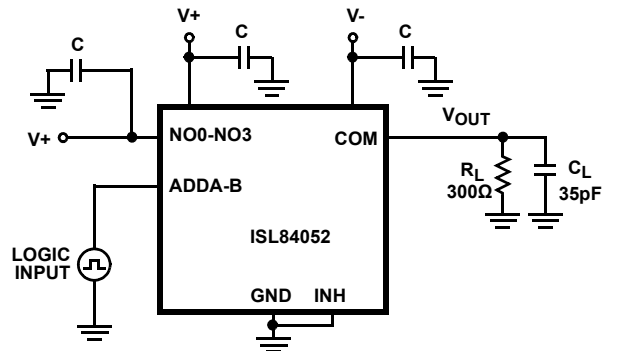 V+
C
V-
C
C
V+
NO0-NO3
COM
VOUT
ADDA-B
RL
300Ω
CL
35pF
ISL84052
LOGIC
INPUT
GND
INH